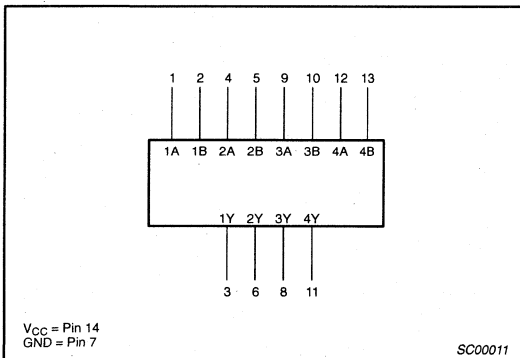 1 2 4 5 9 10 12 13
1A 1B 2A 2B 3A 3B 4A 4B
1Y 2Y 3Y 4Y
3 6 8 11
VCC = Pin 14
GND = Pin 7
SC00011